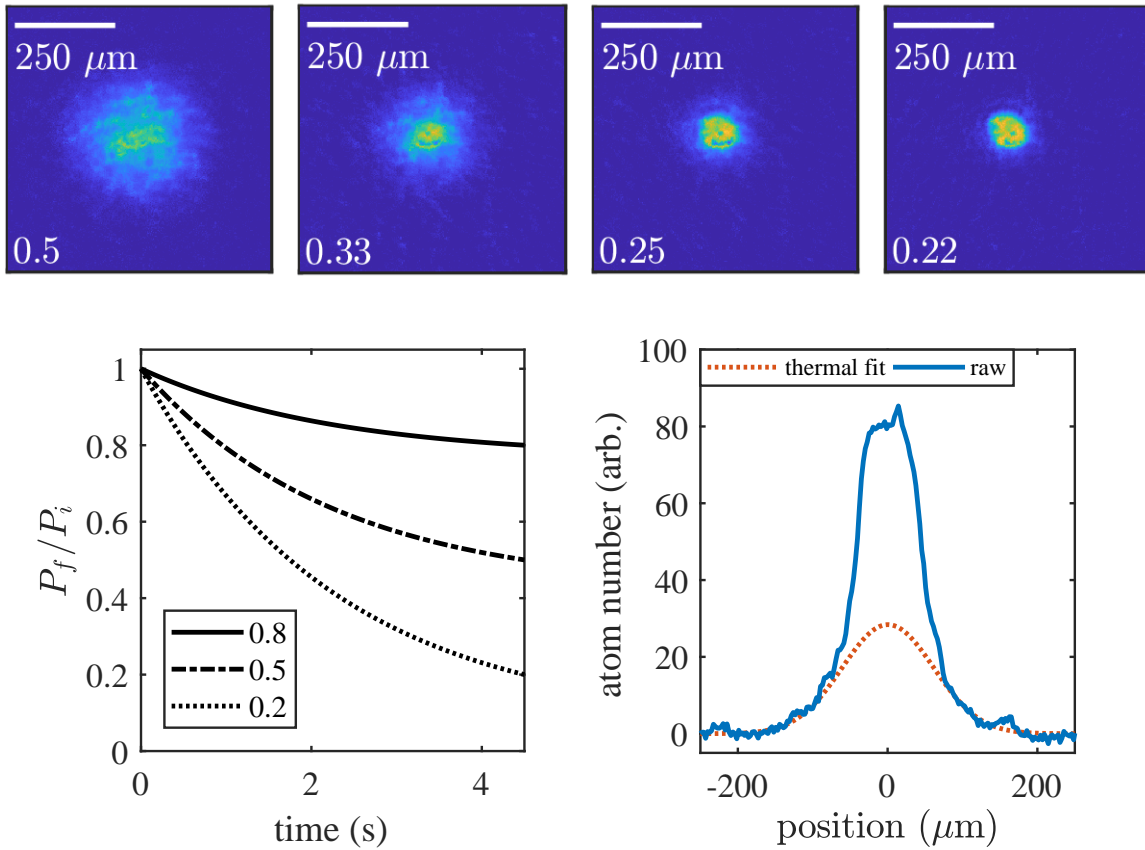 250 μm
250 μm
250 μm
250 μm
0.5
0.33
0.25
0.22
1
0.8
0.6
0.4
0.2
0
P_f/P_i
0.8
0.5
0.2
0
2
4
time (s)
100
80
60
40
20
0
atom number (arb.)
thermal fit
raw
-200
0
200
position (μm)